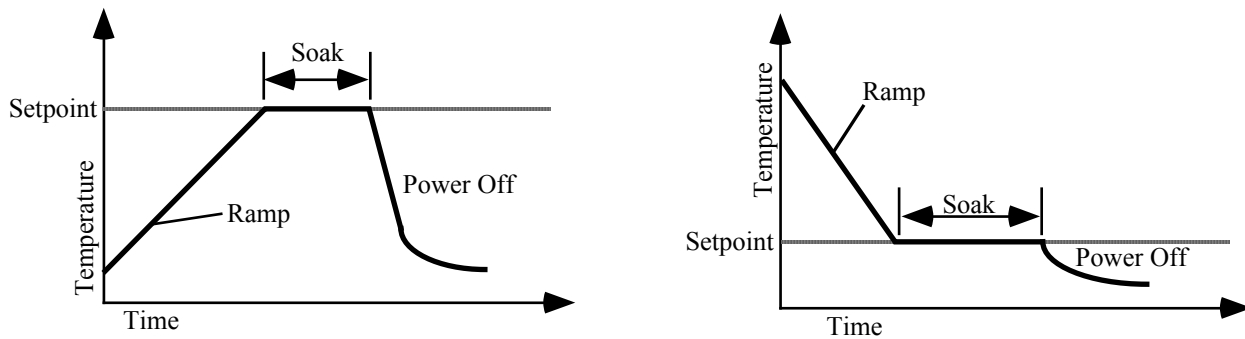 Soak
Setpoint
Temperature
Ramp
Power Off
Time
Temperature
Ramp
Soak
Setpoint
Power Off
Time